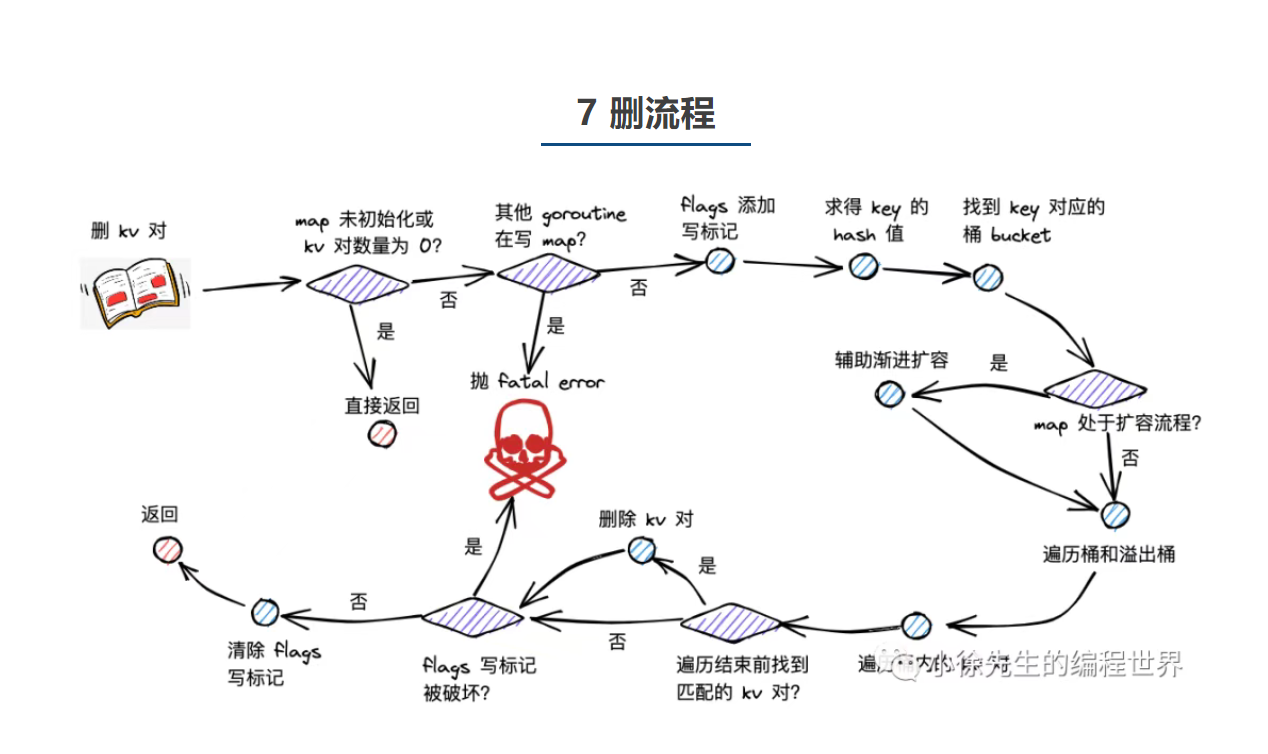 7 删流程
删 kv 对
map 未初始化或
kv 对数量为 0?
其他 goroutine
在写 map?
flags 添加
写标记
求得 key 的
hash 值
找到 key 对应的
桶 bucket
否
否
是
是
直接返回
抛 fatal error
辅助渐进扩容
是
map 处于扩容流程?
否
遍历桶和溢出桶
返回
是
删除 kv 对
是
否
否
清除 flags
写标记
flags 写标记
被破坏?
遍历结束前找到
匹配的 kv 对?
遍
内的
对
小徐先生的编程世界